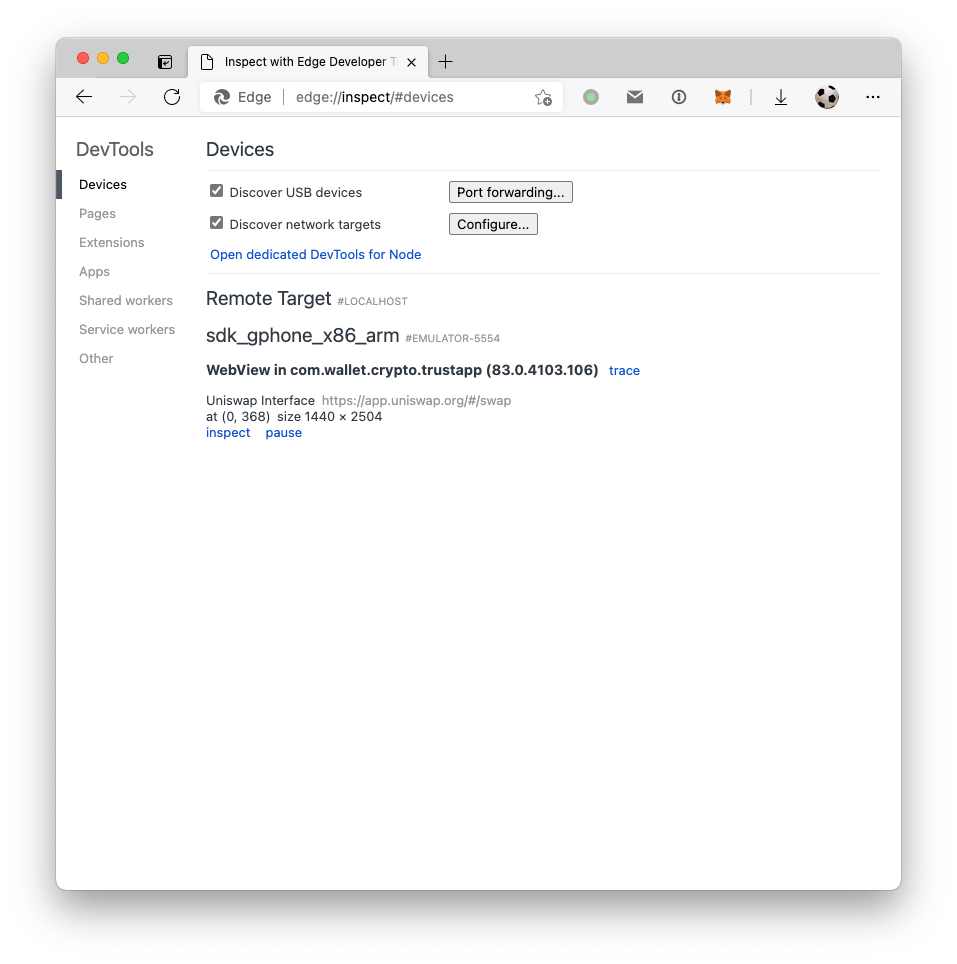 Inspect with Edge Developer T
Edge edge://inspect/#devices
DevTools
Devices
Pages
Extensions
Apps
Shared workers
Service workers
Other
Devices
Discover USB devices Port forwarding...
Discover network targets Configure...
Open dedicated DevTools for Node
Remote Target #LOCALHOST
sdk_gphone_x86_arm #EMULATOR-5554
WebView in com.wallet.crypto.trustapp (83.0.4103.106) trace
Uniswap Interface https://app.uniswap.org/#/swap
at (0, 368) size 1440 × 2504
inspect pause